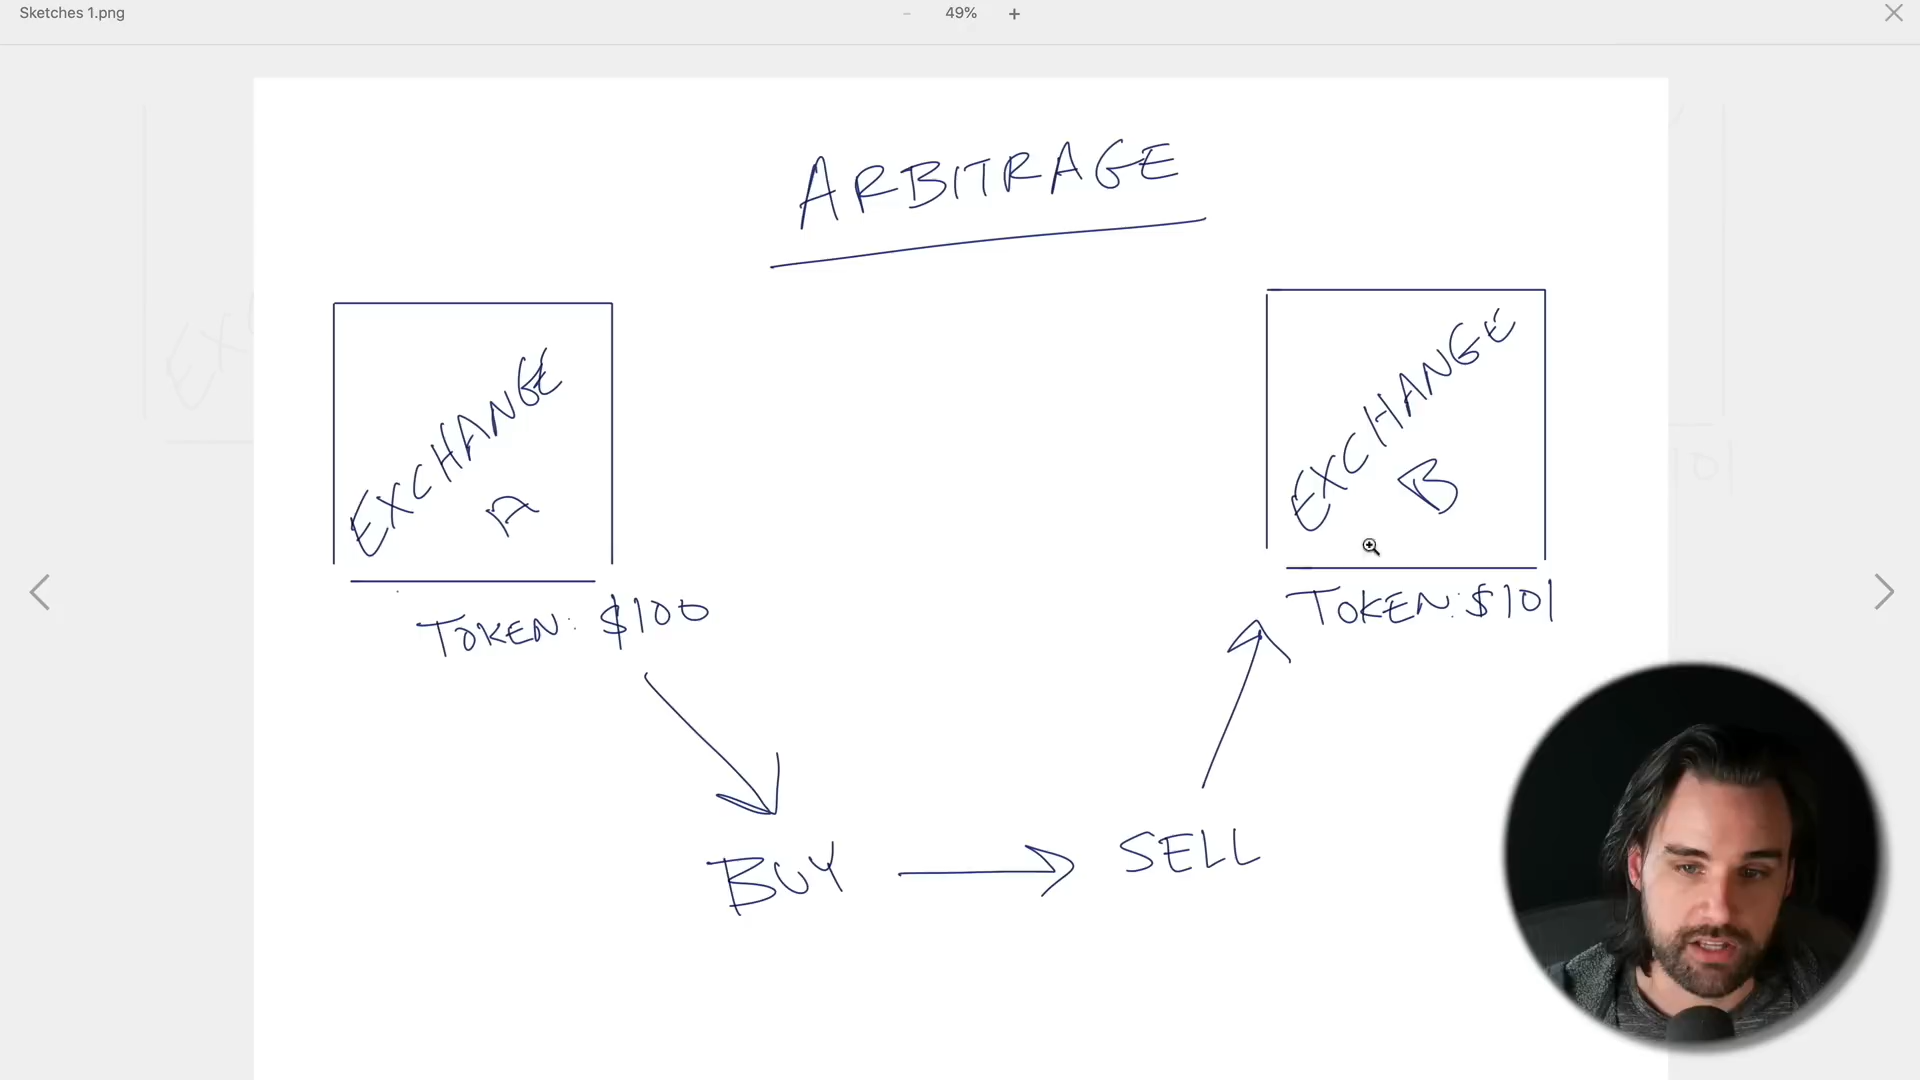 Sketches 1.png
49%
ARBITRAGE
EXCHANGE
A
TOKEN: $100
EXCHANGE
B
TOKEN: $101
BUY
SELL